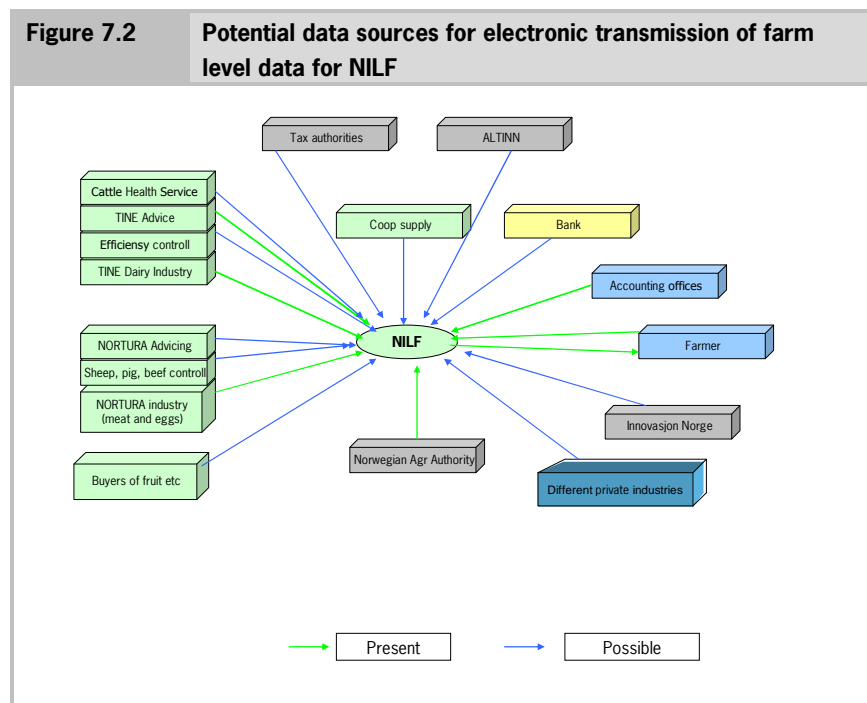 Figure 7.2
Potential data sources for electronic transmission of farm
level data for NILF
Tax authorities
ALTINN
Cattle Health Service
TINE Advice
Efficiensy controll
TINE Dairy Industry
Coop supply
Bank
Accounting offices
NORTURA Advicing
Sheep, pig, beef controll
NORTURA industry
(meat and eggs)
NILF
Farmer
Innovasjon Norge
Norwegian Agr Authority
Buyers of fruit etc
Different private industries
Present
Possible